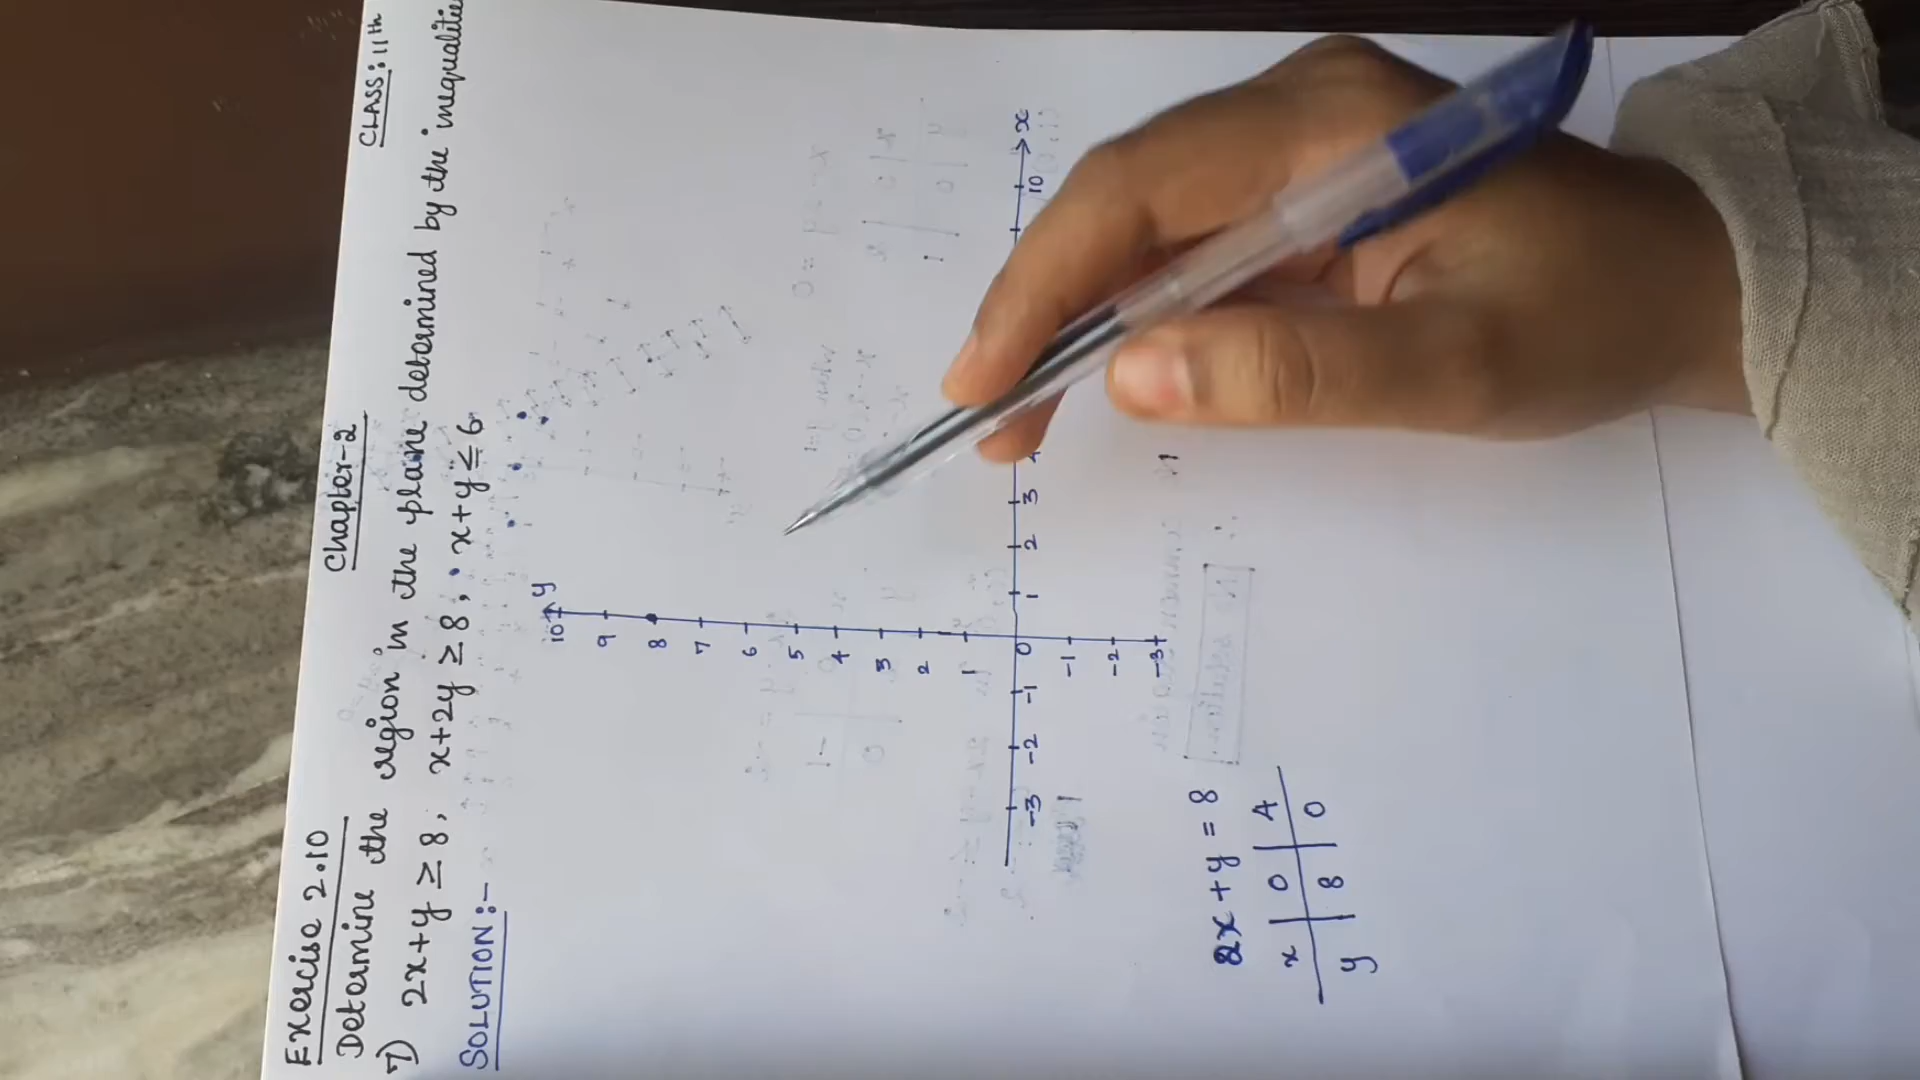 CLASS: 11th
Chapter-2
Exercise 2.10
Determine the region in the plane determined by the inequalitie
7) 2x+y ≥ 8; x+2y ≥ 8; x+y ≤ 6
SOLUTION:-
y
10
9
8
7
6
5
4
3
2
1
-3 -2 -1 0 1 2 3 4 10 x
-1
-2
-3
2x+y = 8
x 0 4
y 8 0